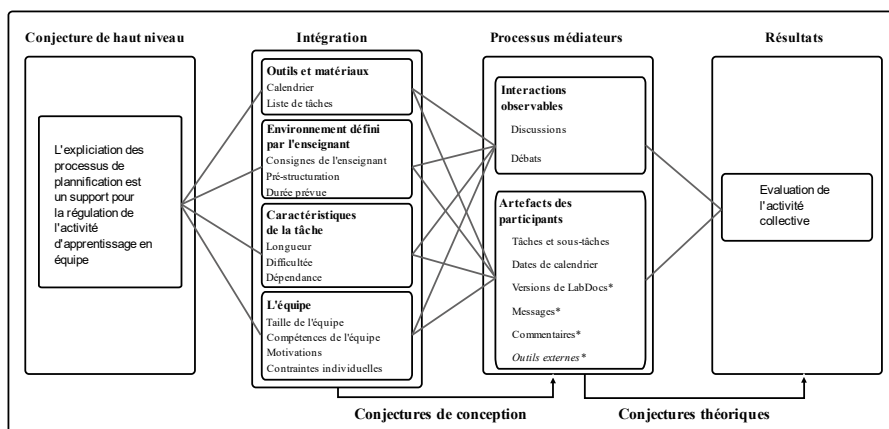 Conjecture de haut niveau
L'expliciation des
processus de
plannification est
un support pour
la régulation de
l'activité
d'apprentissage en
équipe
Intégration
Outils et matériaux
Calendrier
Liste de tâches
Environnement défini
par l'enseignant
Consignes de l'enseignant
Pré-structuration
Durée prévue
Caractéristiques
de la tâche
Longueur
Difficultée
Dépendance
L'équipe
Taille de l'équipe
Compétences de l'équipe
Motivations
Contraintes individuelles
Processus médiateurs
Interactions
observables
Discussions
Débats
Artefacts des
participants
Tâches et sous-tâches
Dates de calendrier
Versions de LabDocs*
Messages*
Commentaires*
Outils externes*
Résultats
Evaluation de
l'activité
collective
Conjectures de conception
Conjectures théoriques